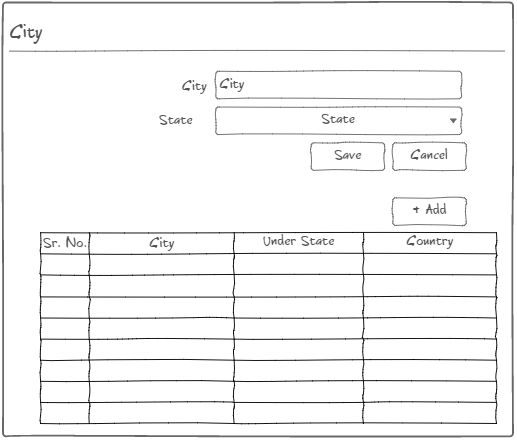 City
City City
State State
Save Cancel
+ Add
Sr. No. City Under State Country